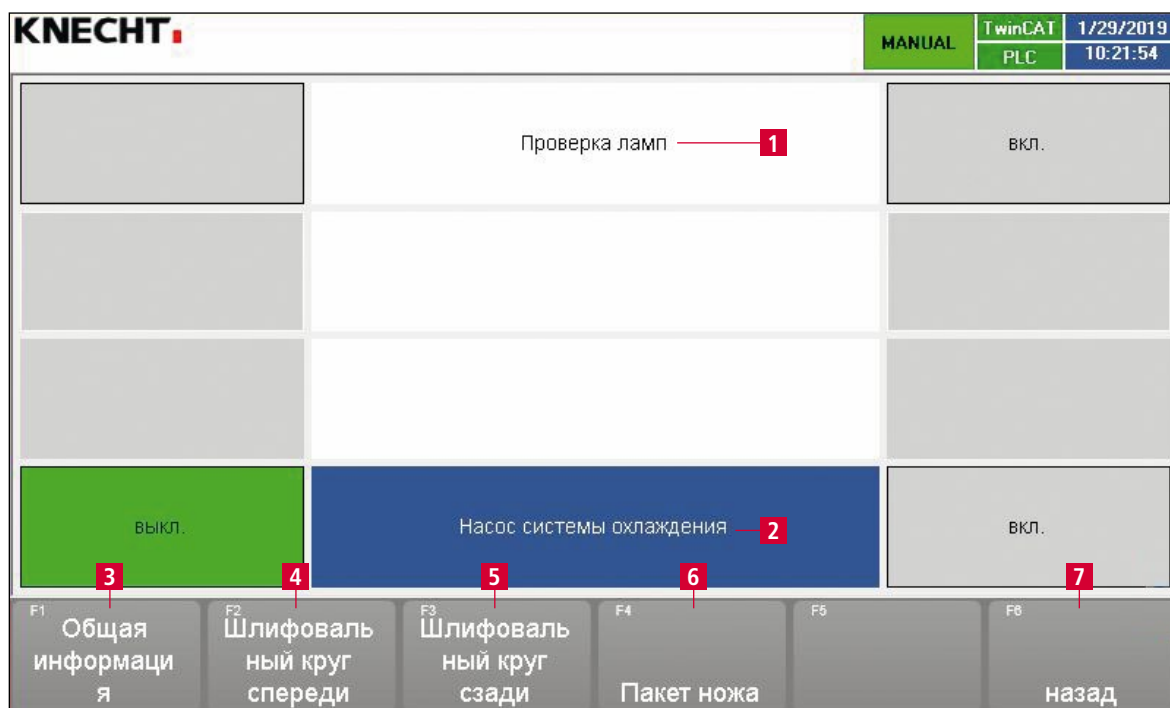 KNECHT
MANUAL
TwinCAT
PLC
1/29/2019
10:21:54
Проверка ламп
1
вкл.
выкл.
Насос системы охлаждения
2
вкл.
3
4
5
6
7
F1
Общая
информаци
я
F2
Шлифоваль
ный круг
спереди
F3
Шлифоваль
ный круг
сзади
F4
Пакет ножа
F5
F6
назад